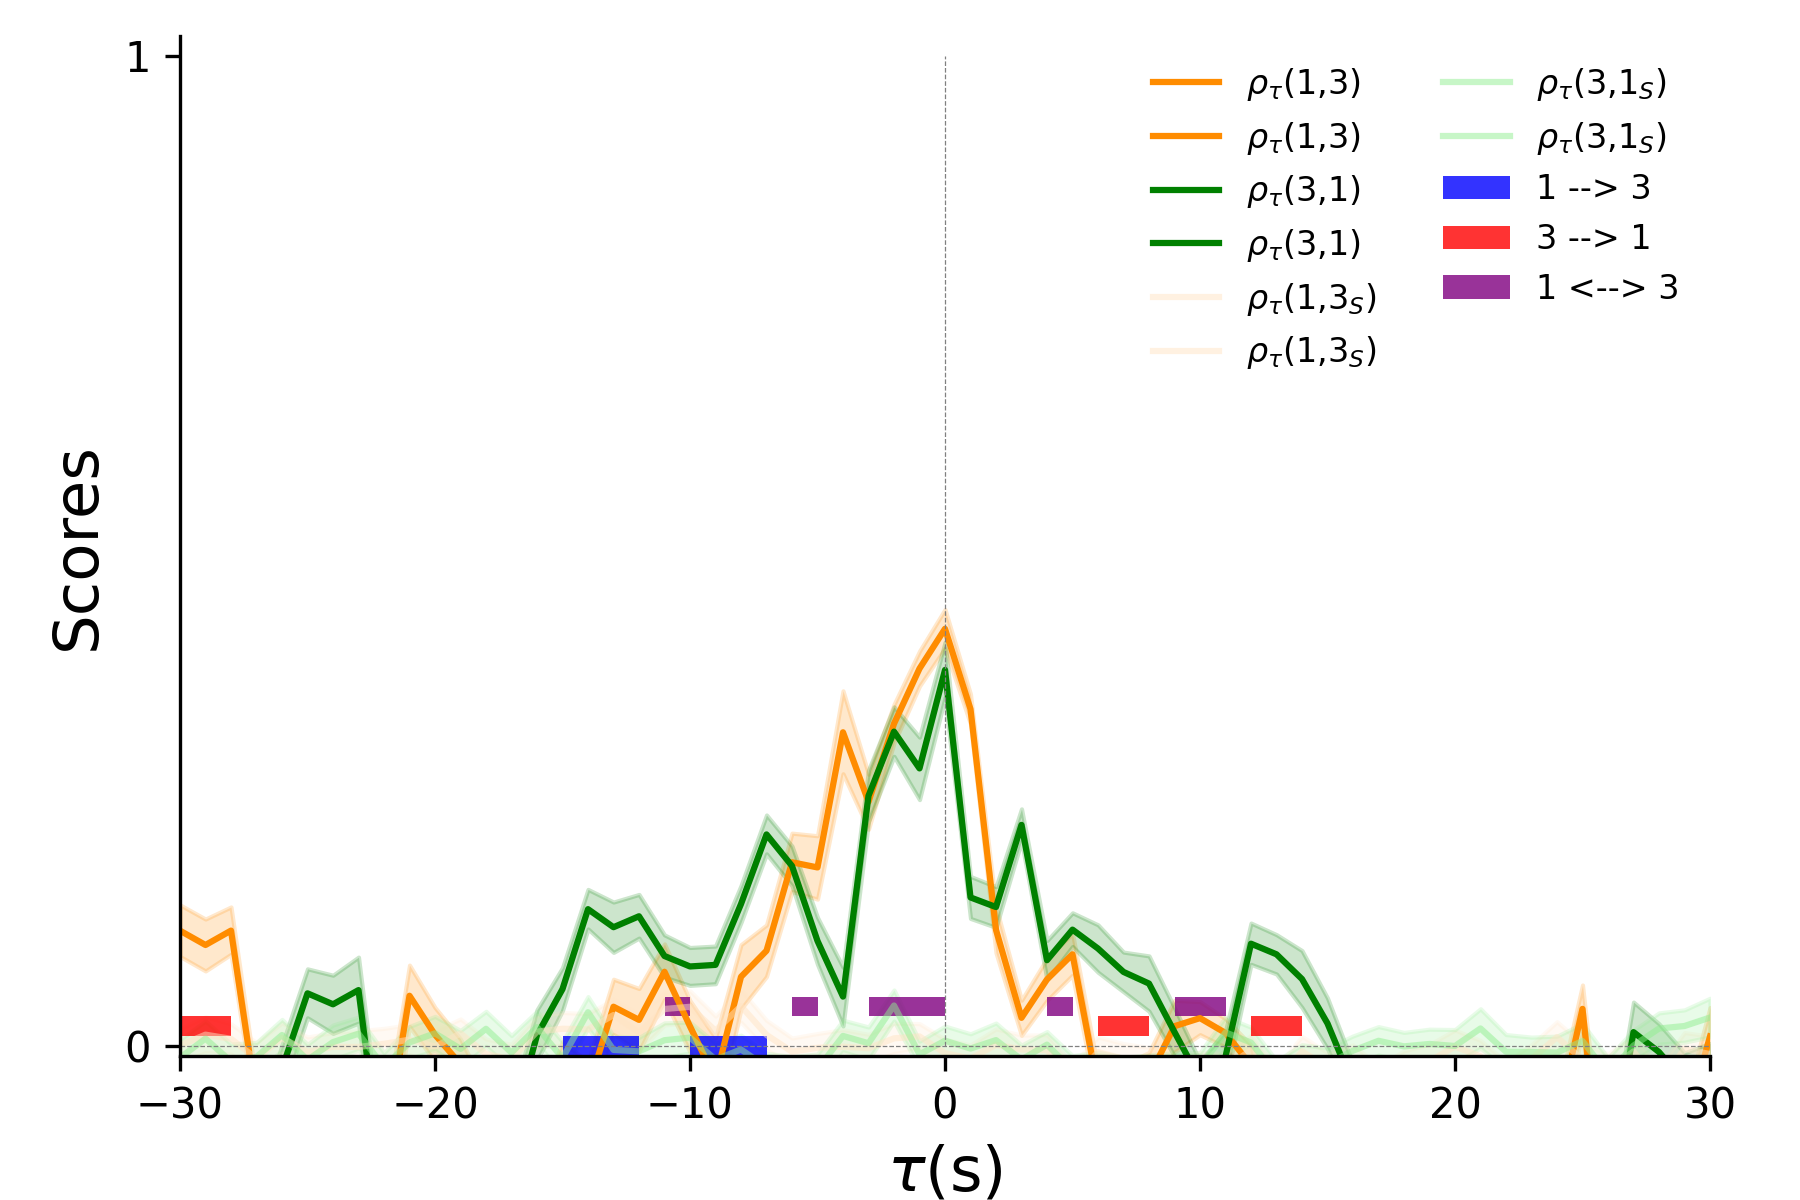 1
0
Scores
−30 −20 −10 0 10 20 30
τ(s)
ρτ(1,3)
ρτ(1,3)
ρτ(3,1)
ρτ(3,1)
ρτ(1,3S)
ρτ(1,3S)
ρτ(3,1S)
ρτ(3,1S)
1 --> 3
3 --> 1
1 <--> 3